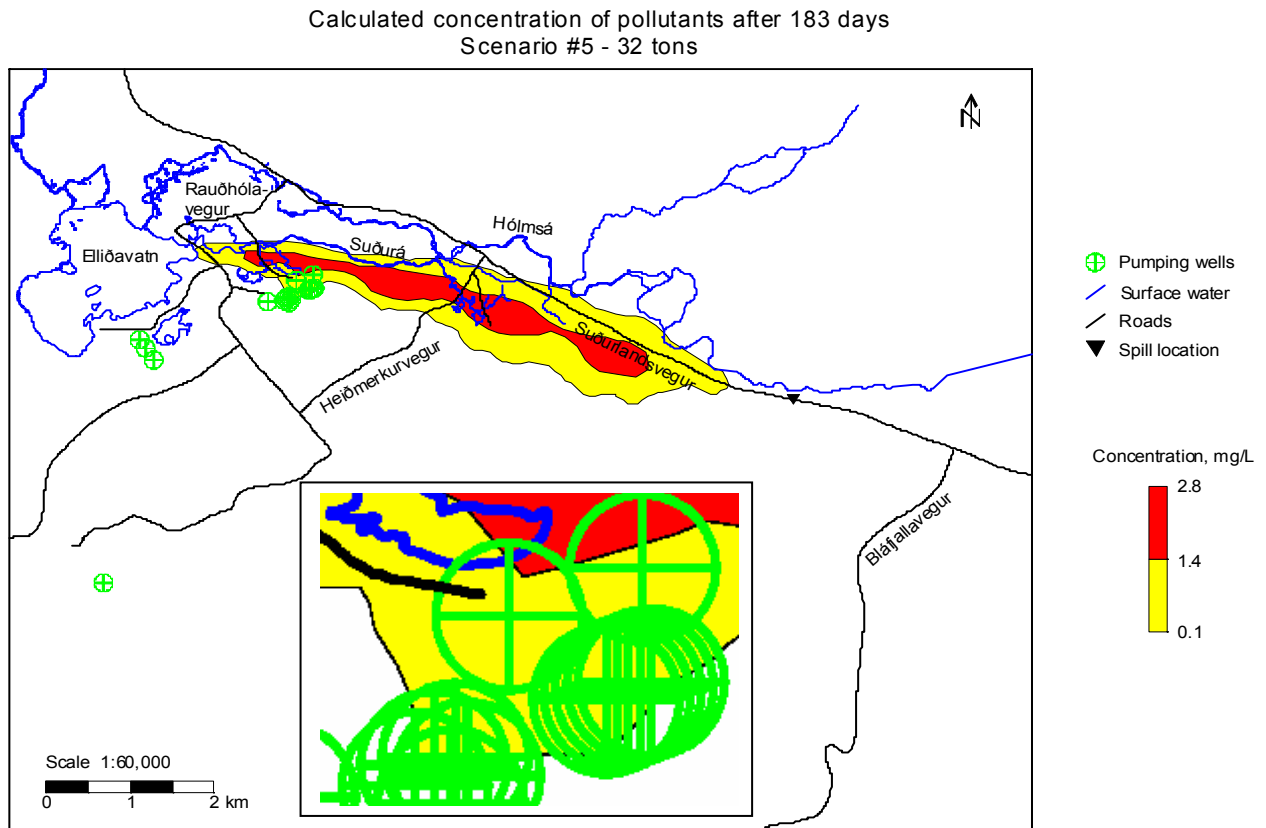 Calculated concentration of pollutants after 183 days
Scenario #5 - 32 tons
N
Rauðhóla-
vegur
Hólmsá
Suðurá
Elliðavatn
Suðurlandsvegur
Heiðmerkurvegur
Bláfjallavegur
Scale 1:60,000
0 1 2 km
Pumping wells
Surface water
Roads
Spill location
Concentration, mg/L
2.8
1.4
0.1